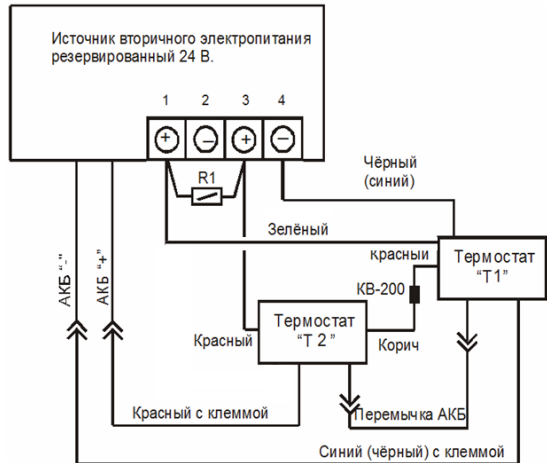 Источник вторичного электропитания
резервированный 24 В.
1 2 3 4
+ − + −
R1
Чёрный
(синий)
Зелёный
АКБ "-"
АКБ "+"
Красный
Термостат
"Т1"
КВ-200
Термостат
"Т 2"
Красный
Корич
Красный с клеммой
Перемычка АКБ
Синий (чёрный) с клеммой